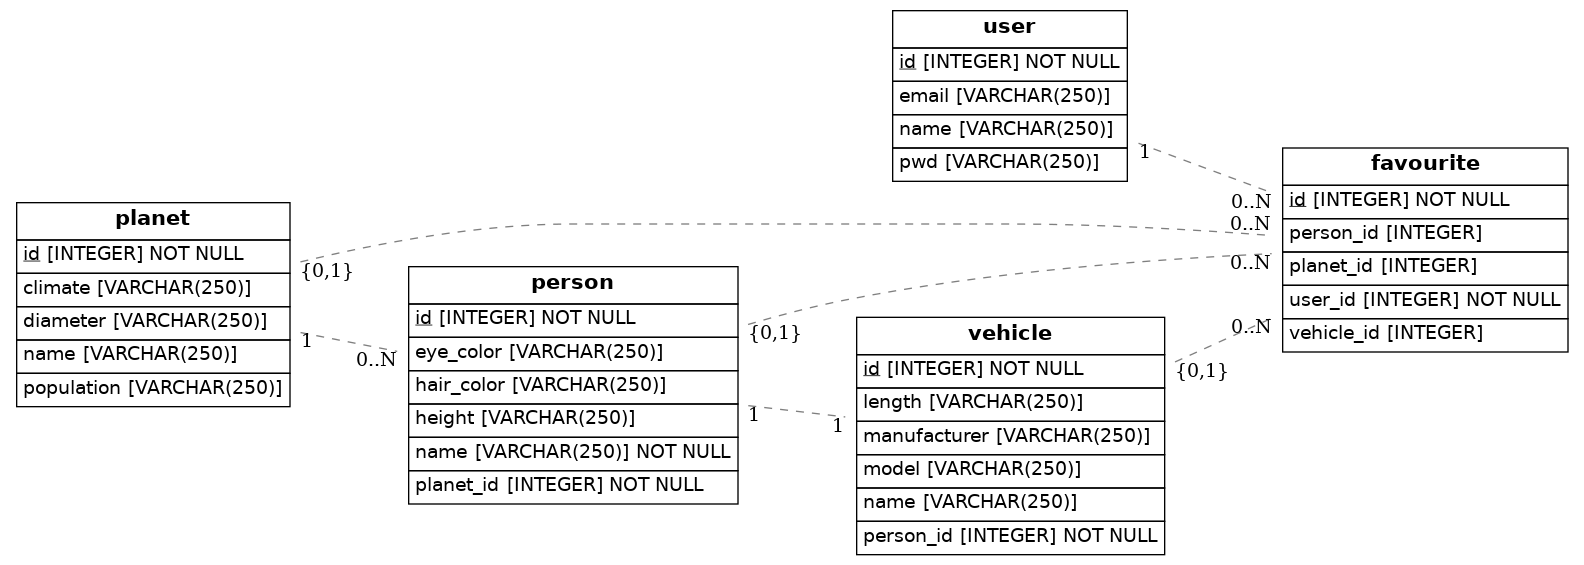 user
id [INTEGER] NOT NULL
email [VARCHAR(250)]
name [VARCHAR(250)]
pwd [VARCHAR(250)]
1
0..N
favourite
id [INTEGER] NOT NULL
person_id [INTEGER]
planet_id [INTEGER]
user_id [INTEGER] NOT NULL
vehicle_id [INTEGER]
0..N
0..N
0..N
planet
id [INTEGER] NOT NULL
climate [VARCHAR(250)]
diameter [VARCHAR(250)]
name [VARCHAR(250)]
population [VARCHAR(250)]
{0,1}
1
0..N
person
id [INTEGER] NOT NULL
eye_color [VARCHAR(250)]
hair_color [VARCHAR(250)]
height [VARCHAR(250)]
name [VARCHAR(250)] NOT NULL
planet_id [INTEGER] NOT NULL
{0,1}
1
1
vehicle
id [INTEGER] NOT NULL
length [VARCHAR(250)]
manufacturer [VARCHAR(250)]
model [VARCHAR(250)]
name [VARCHAR(250)]
person_id [INTEGER] NOT NULL
{0,1}